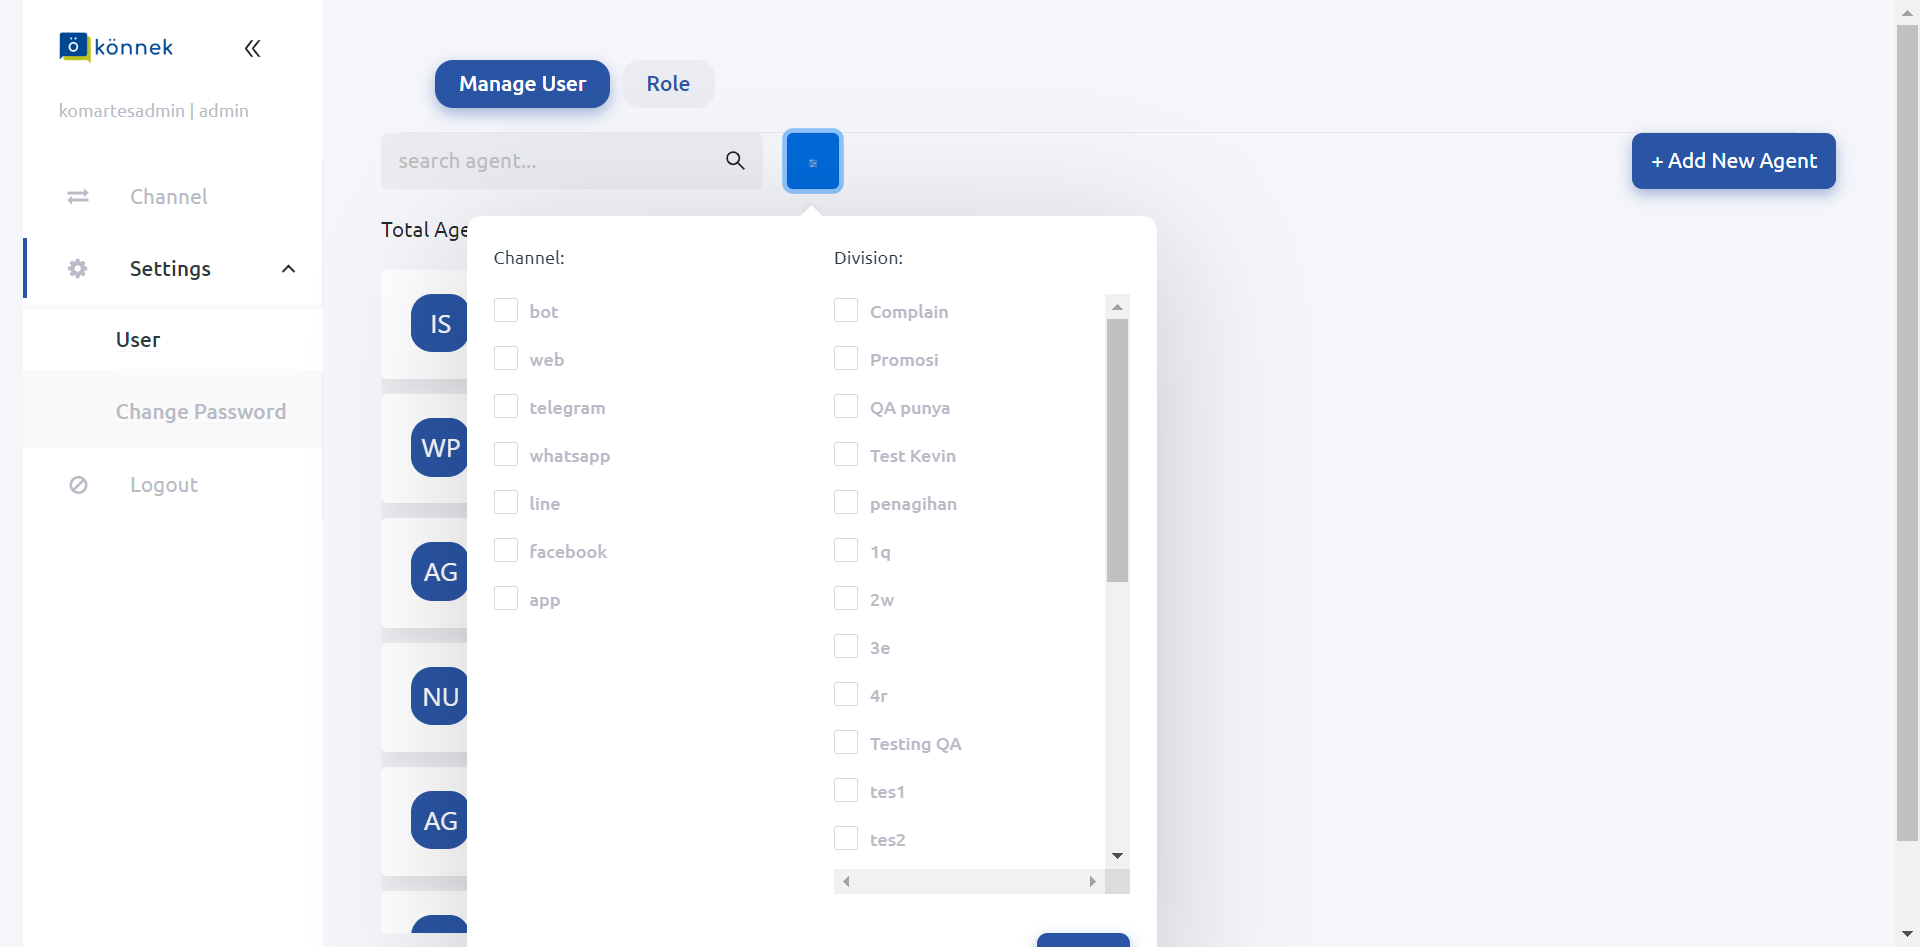 ö könnek
komartesadmin | admin
Channel
Settings
User
Change Password
Logout
Manage User
Role
search agent...
+ Add New Agent
Total Age
IS
WP
AG
NU
AG
Channel:
bot
web
telegram
whatsapp
line
facebook
app
Division:
Complain
Promosi
QA punya
Test Kevin
penagihan
1q
2w
3e
4r
Testing QA
tes1
tes2